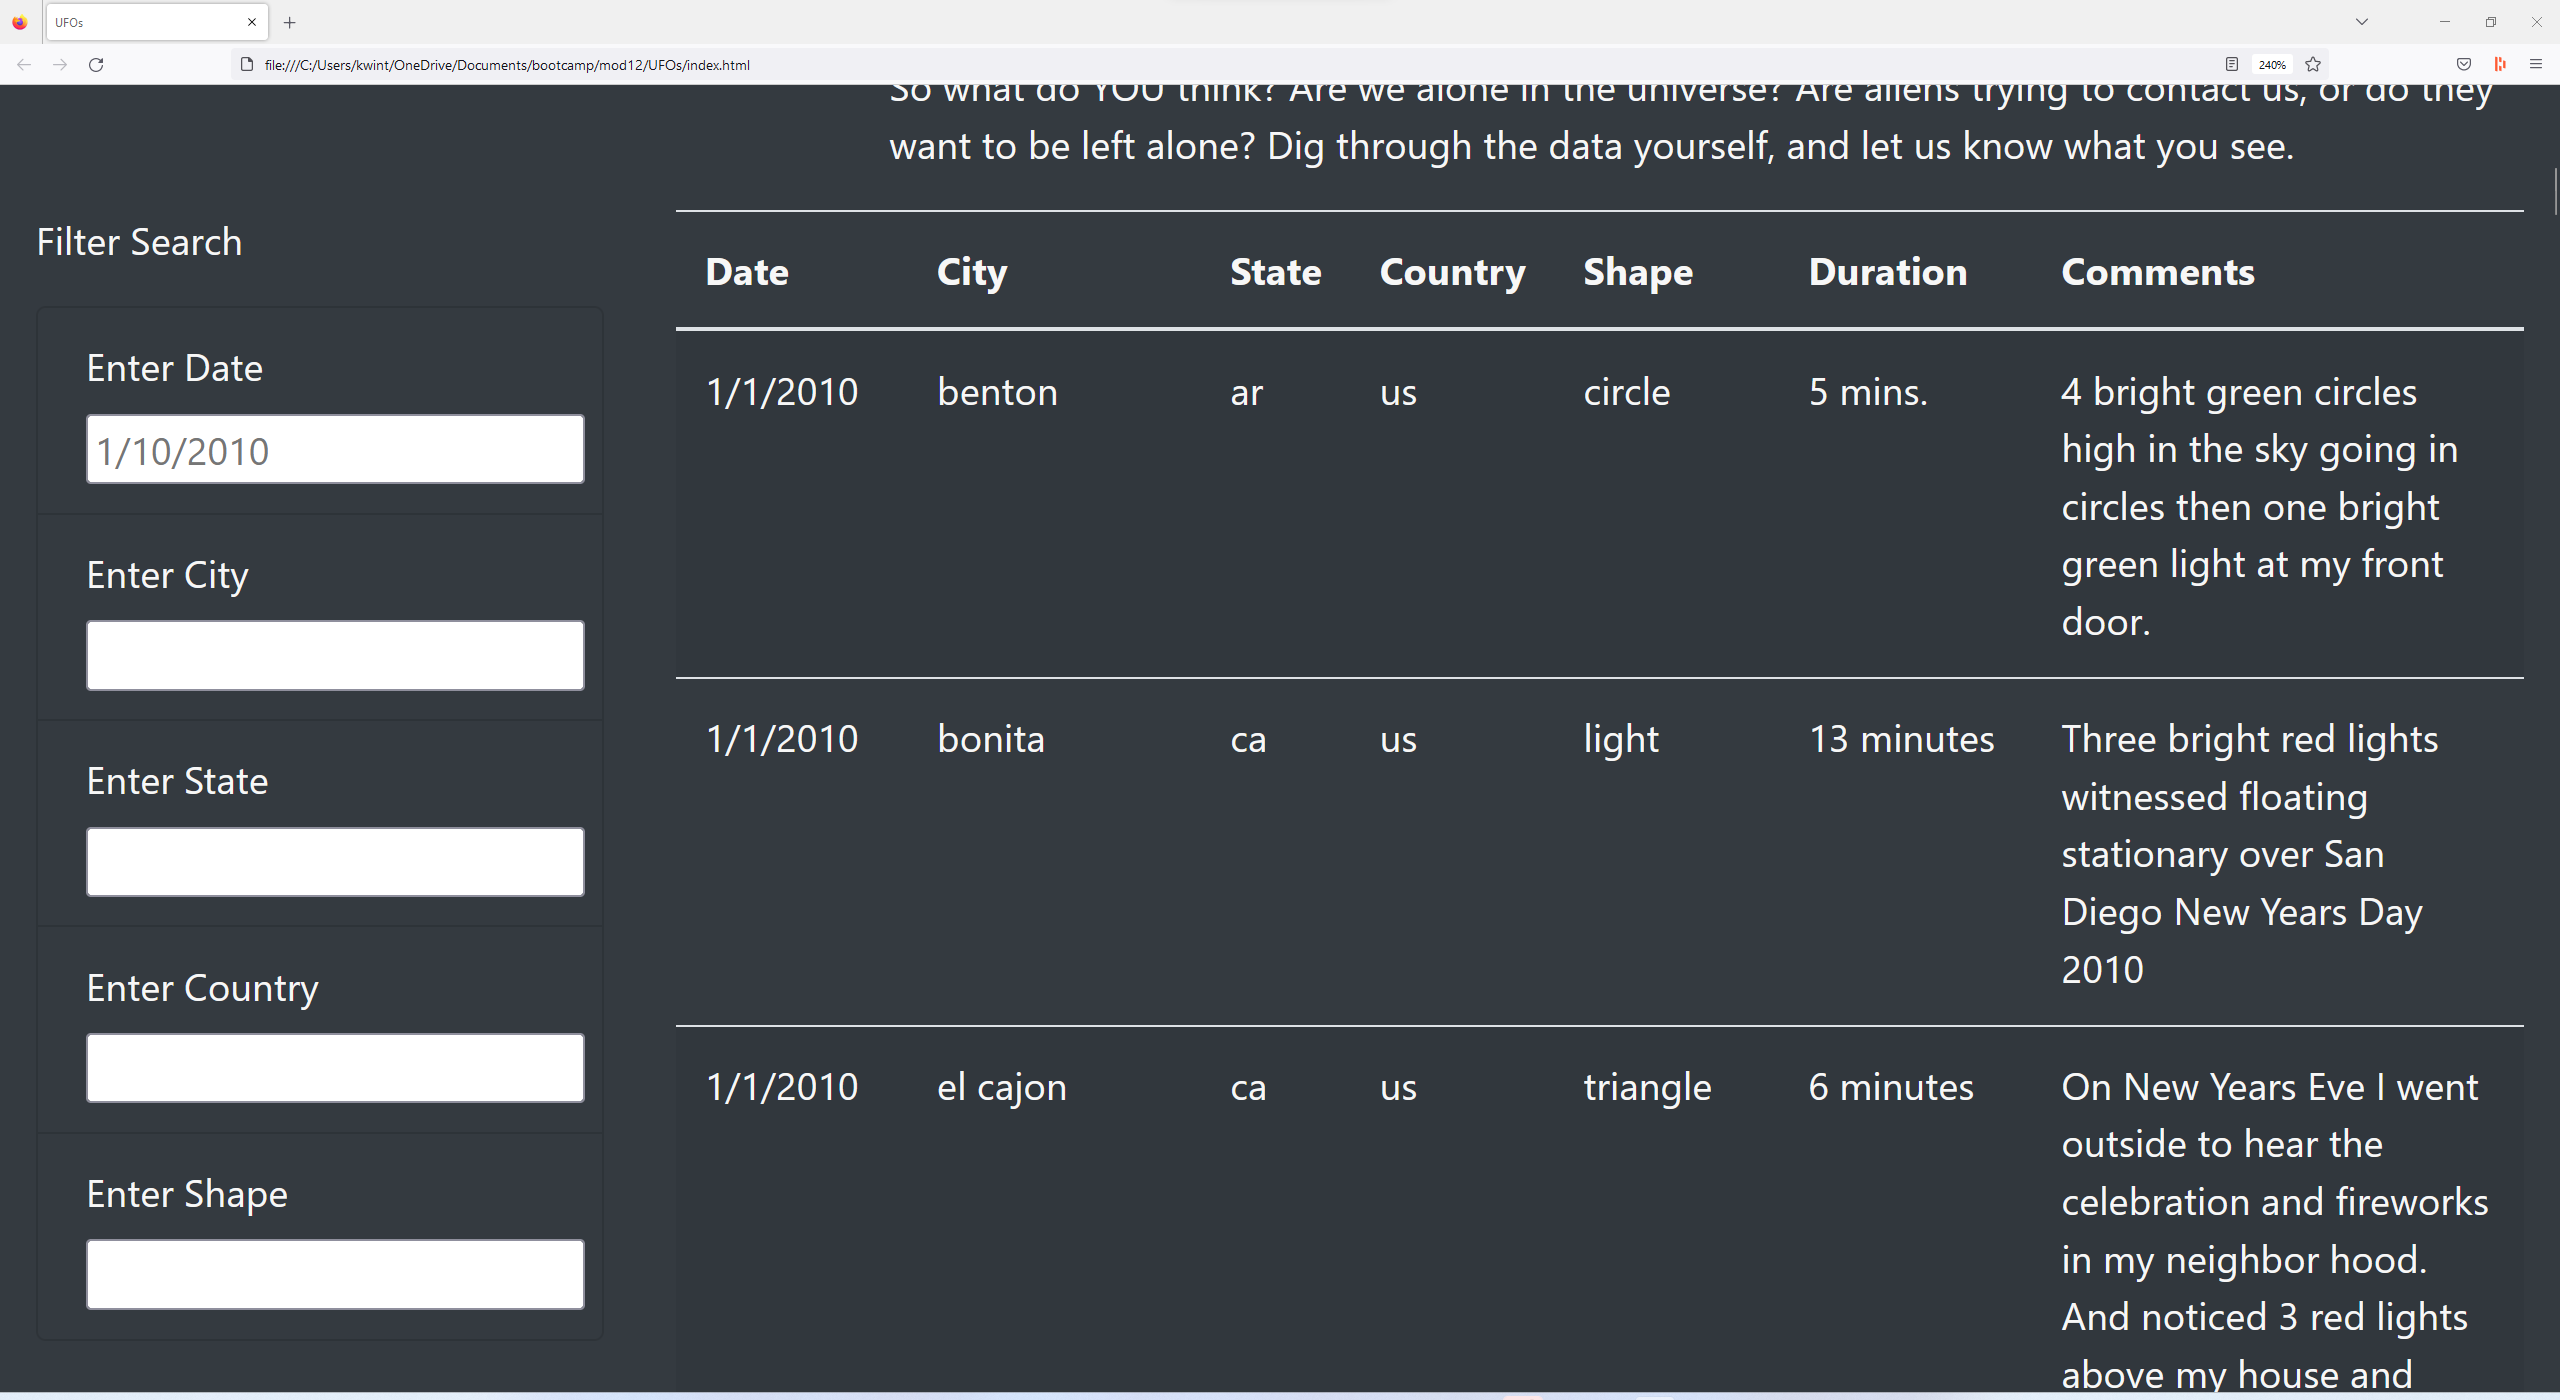 UFOs
file:///C:/Users/kwint/OneDrive/Documents/bootcamp/mod12/UFOs/index.html
240%
So what do YOU think? Are we alone in the universe? Are aliens trying to contact us, or do they
want to be left alone? Dig through the data yourself, and let us know what you see.
Filter Search
Enter Date
1/10/2010
Enter City
Enter State
Enter Country
Enter Shape
Date City State Country Shape Duration Comments
1/1/2010 benton ar us circle 5 mins. 4 bright green circles
high in the sky going in
circles then one bright
green light at my front
door.
1/1/2010 bonita ca us light 13 minutes Three bright red lights
witnessed floating
stationary over San
Diego New Years Day
2010
1/1/2010 el cajon ca us triangle 6 minutes On New Years Eve I went
outside to hear the
celebration and fireworks
in my neighbor hood.
And noticed 3 red lights
above my house and